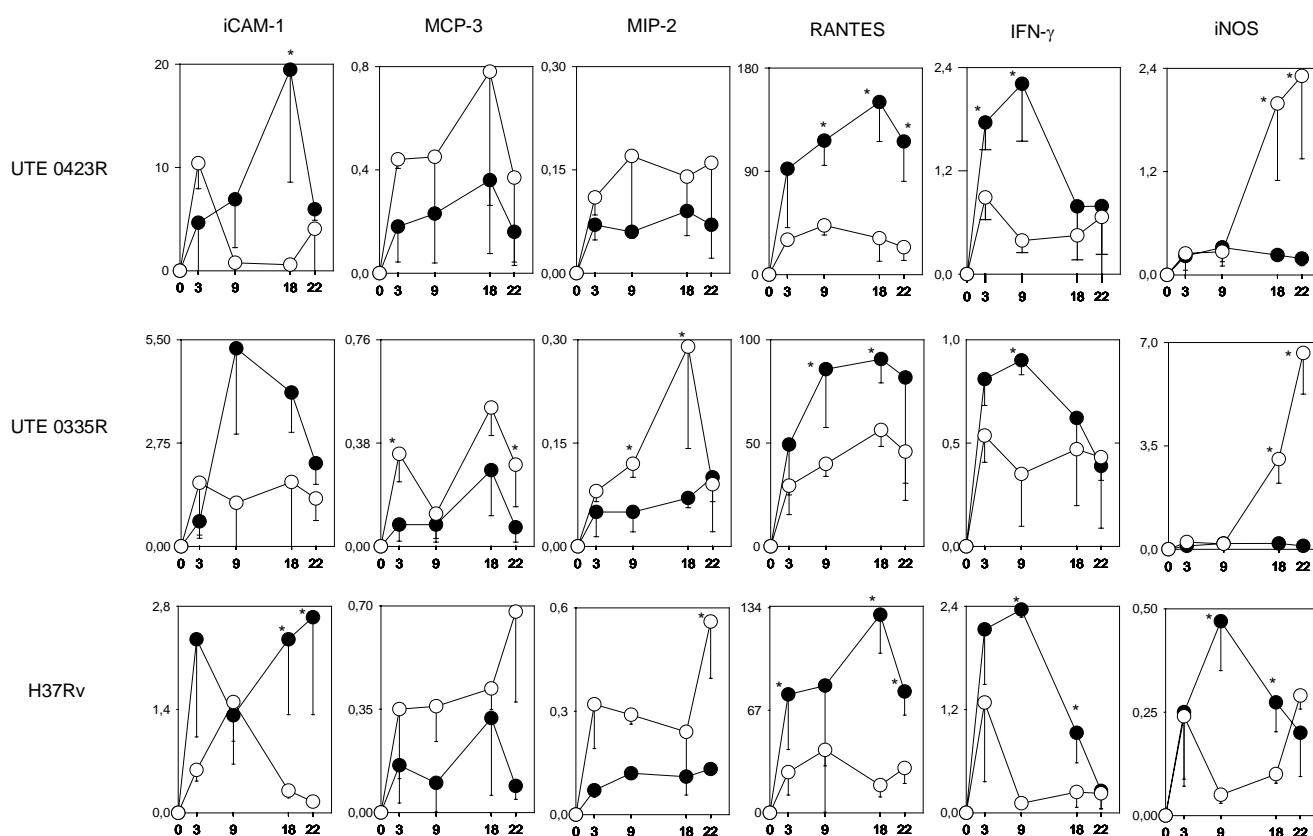 iCAM-1 MCP-3 MIP-2 RANTES IFN-γ iNOS
UTE 0423R
20 10 0
0 3 9 18 22
*
0,8 0,4 0,0
0 3 9 18 22
0,30 0,15 0,00
0 3 9 18 22
180 90 0
0 3 9 18 22
* * *
2,4 1,2 0,0
0 3 9 18 22
* *
2,4 1,2 0,0
0 3 9 18 22
* *
UTE 0335R
5,50 2,75 0,00
0 3 9 18 22
0,76 0,38 0,00
0 3 9 18 22
* *
0,30 0,15 0,00
0 3 9 18 22
* *
100 50 0
0 3 9 18 22
* *
1,0 0,5 0,0
0 3 9 18 22
*
7,0 3,5 0,0
0 3 9 18 22
* *
H37Rv
2,8 1,4 0,00
0 3 9 18 22
* *
0,70 0,35 0,00
0 3 9 18 22
0,6 0,3 0,0
0 3 9 18 22
*
134 67 0
0 3 9 18 22
* * *
2,4 1,2 0,0
0 3 9 18 22
* *
0,50 0,25 0,00
0 3 9 18 22
* *